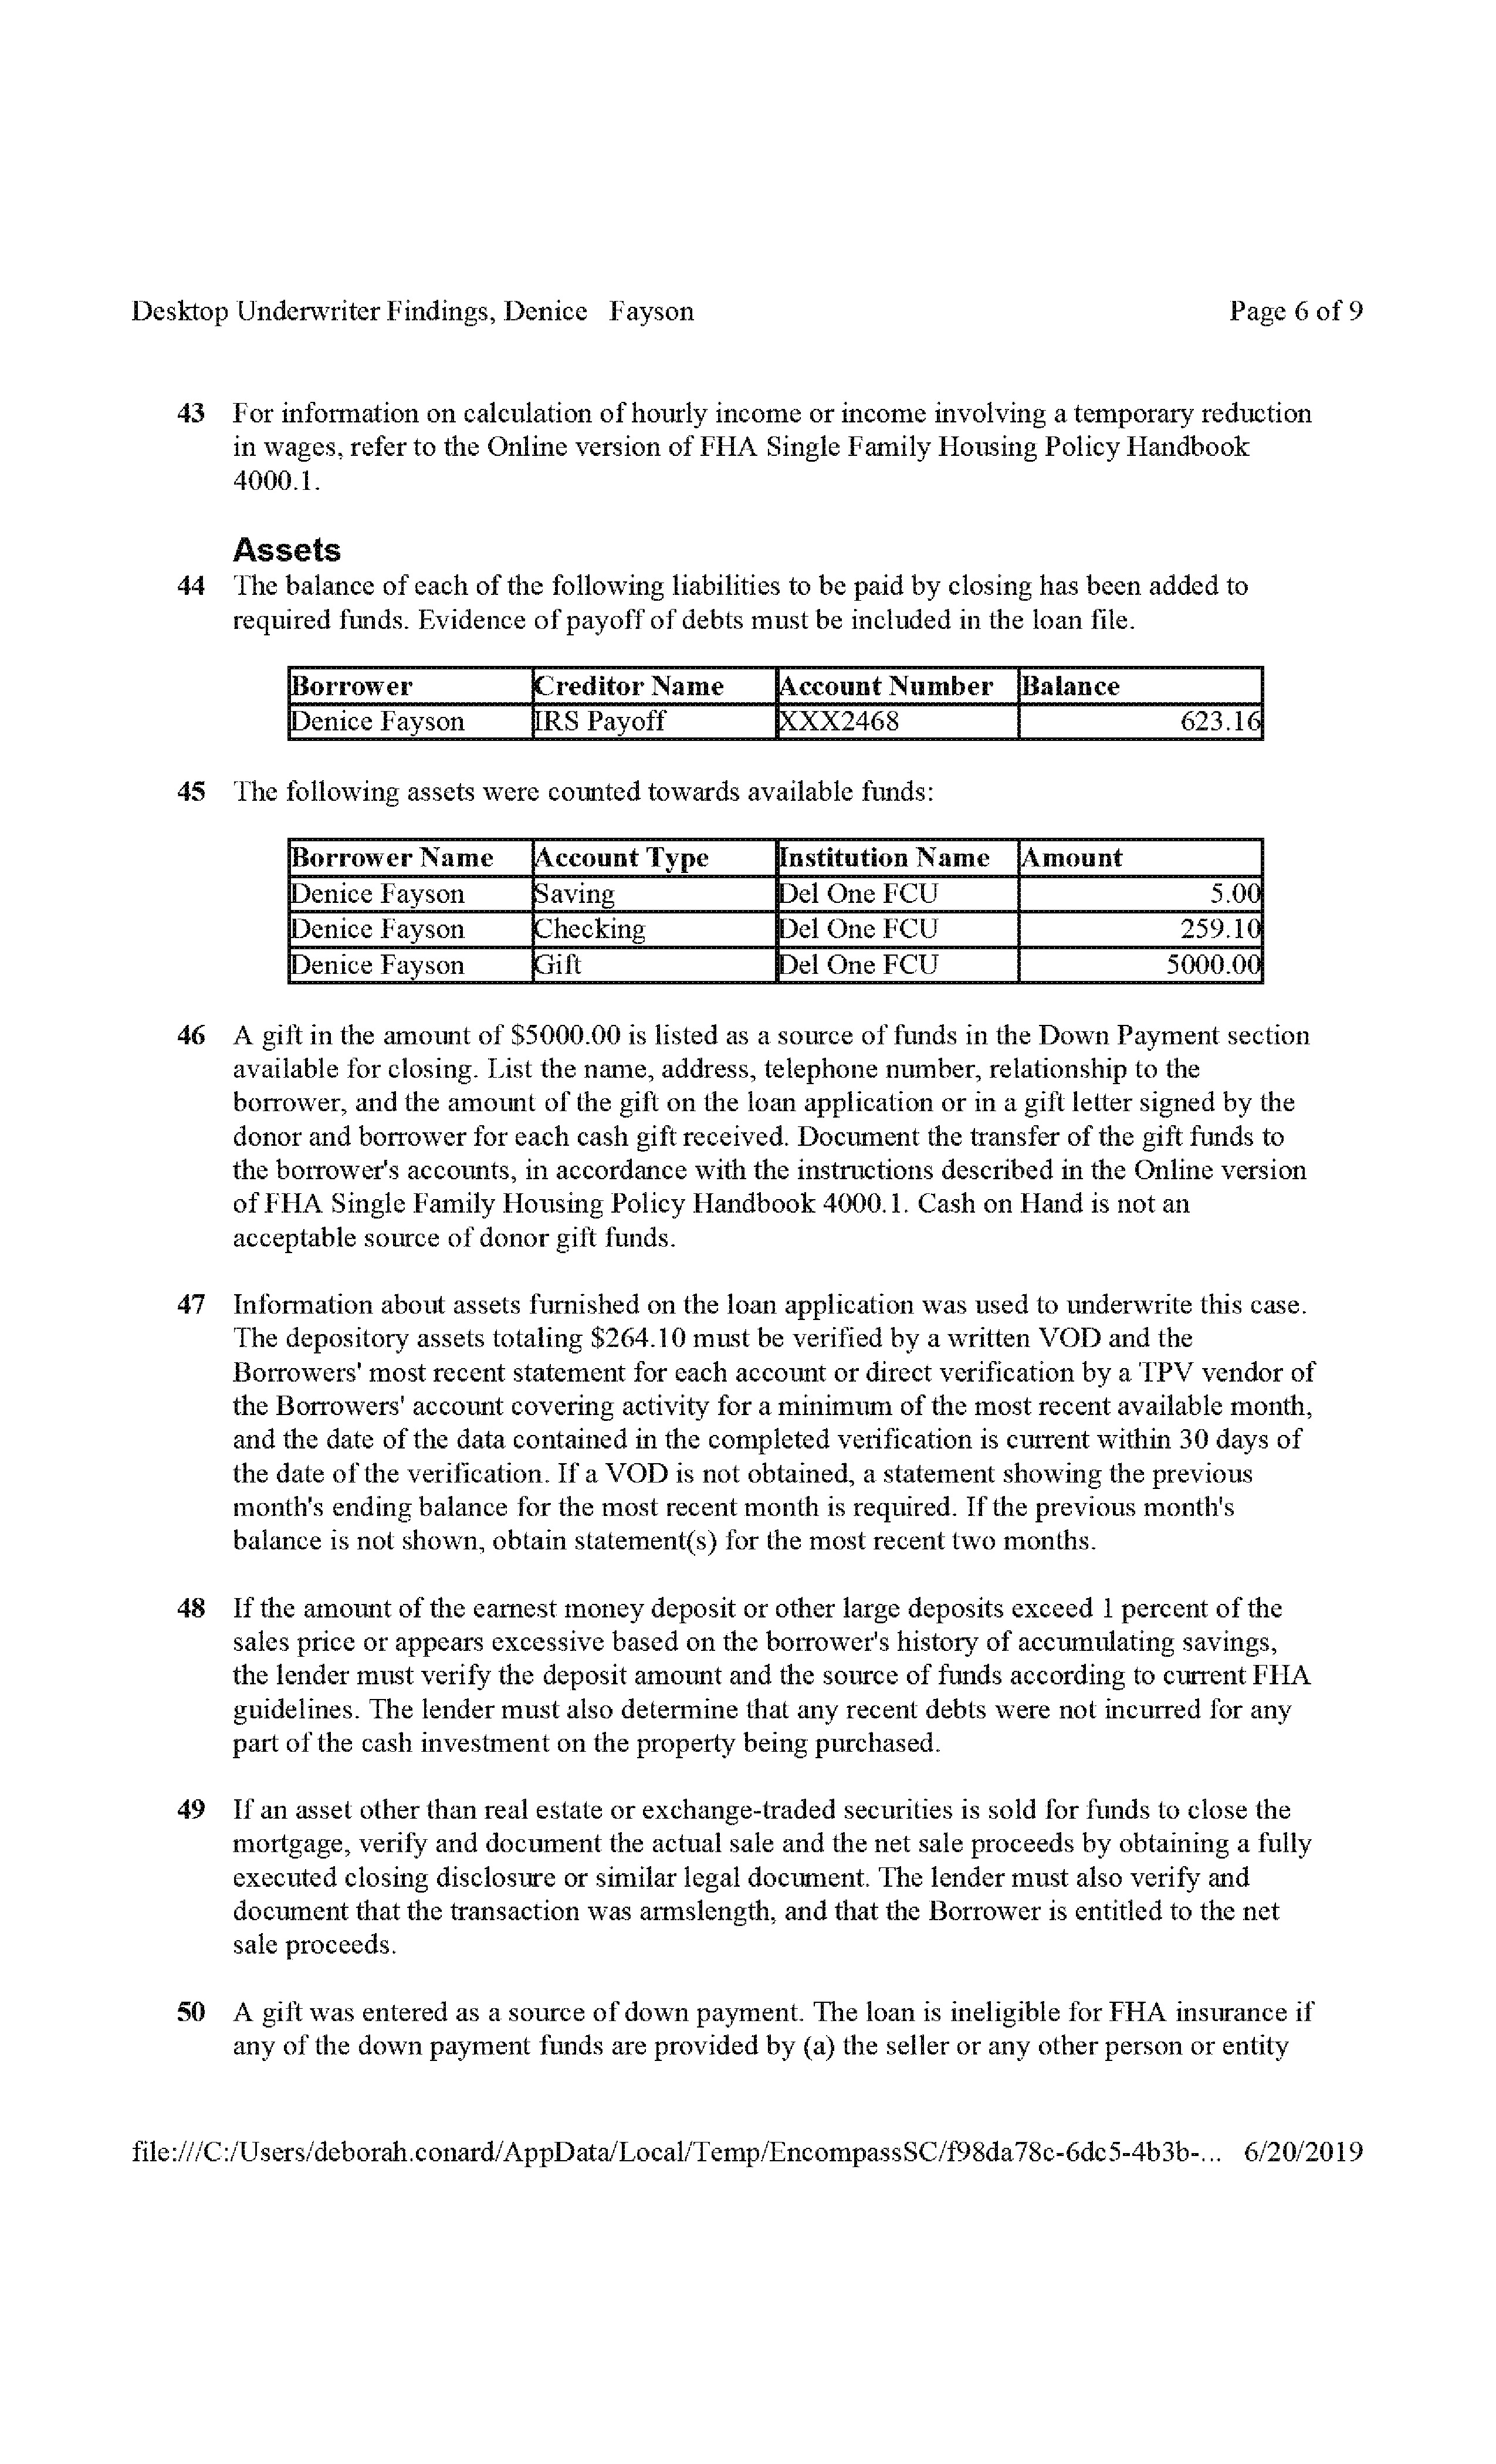 Desktop Underwriter Findings, Denice Fayson Page 6 of 9
43 For information on calculation of hourly income or income involving a temporary reduction
in wages, refer to the Online version of FHA Single Family Housing Policy Handbook
4000.1.
Assets
44 The balance of each of the following liabilities to be paid by closing has been added to
required funds. Evidence of payoff of debts must be included in the loan file.
Borrower Creditor Name Account Number Balance
Denice Fayson IRS Payoff XXX2468 623.16
45 The following assets were counted towards available funds:
Borrower Name Account Type Institution Name Amount
Denice Fayson Saving Del One FCU 5.00
Denice Fayson Checking Del One FCU 259.10
Denice Fayson Gift Del One FCU 5000.00
46 A gift in the amount of $5000.00 is listed as a source of funds in the Down Payment section
available for closing. List the name, address, telephone number, relationship to the
borrower, and the amount of the gift on the loan application or in a gift letter signed by the
donor and borrower for each cash gift received. Document the transfer of the gift funds to
the borrower's accounts, in accordance with the instructions described in the Online version
of FHA Single Family Housing Policy Handbook 4000.1. Cash on Hand is not an
acceptable source of donor gift funds.
47 Information about assets furnished on the loan application was used to underwrite this case.
The depository assets totaling $264.10 must be verified by a written VOD and the
Borrowers' most recent statement for each account or direct verification by a TPV vendor of
the Borrowers' account covering activity for a minimum of the most recent available month,
and the date of the data contained in the completed verification is current within 30 days of
the date of the verification. If a VOD is not obtained, a statement showing the previous
month's ending balance for the most recent month is required. If the previous month's
balance is not shown, obtain statement(s) for the most recent two months.
48 If the amount of the earnest money deposit or other large deposits exceed 1 percent of the
sales price or appears excessive based on the borrower's history of accumulating savings,
the lender must verify the deposit amount and the source of funds according to current FHA
guidelines. The lender must also determine that any recent debts were not incurred for any
part of the cash investment on the property being purchased.
49 If an asset other than real estate or exchange-traded securities is sold for funds to close the
mortgage, verify and document the actual sale and the net sale proceeds by obtaining a fully
executed closing disclosure or similar legal document. The lender must also verify and
document that the transaction was armslength, and that the Borrower is entitled to the net
sale proceeds.
50 A gift was entered as a source of down payment. The loan is ineligible for FHA insurance if
any of the down payment funds are provided by (a) the seller or any other person or entity
file:///C:/Users/deborah.conard/AppData/Local/Temp/EncompassSC/f98da78c-6dc5-4b3b-... 6/20/2019